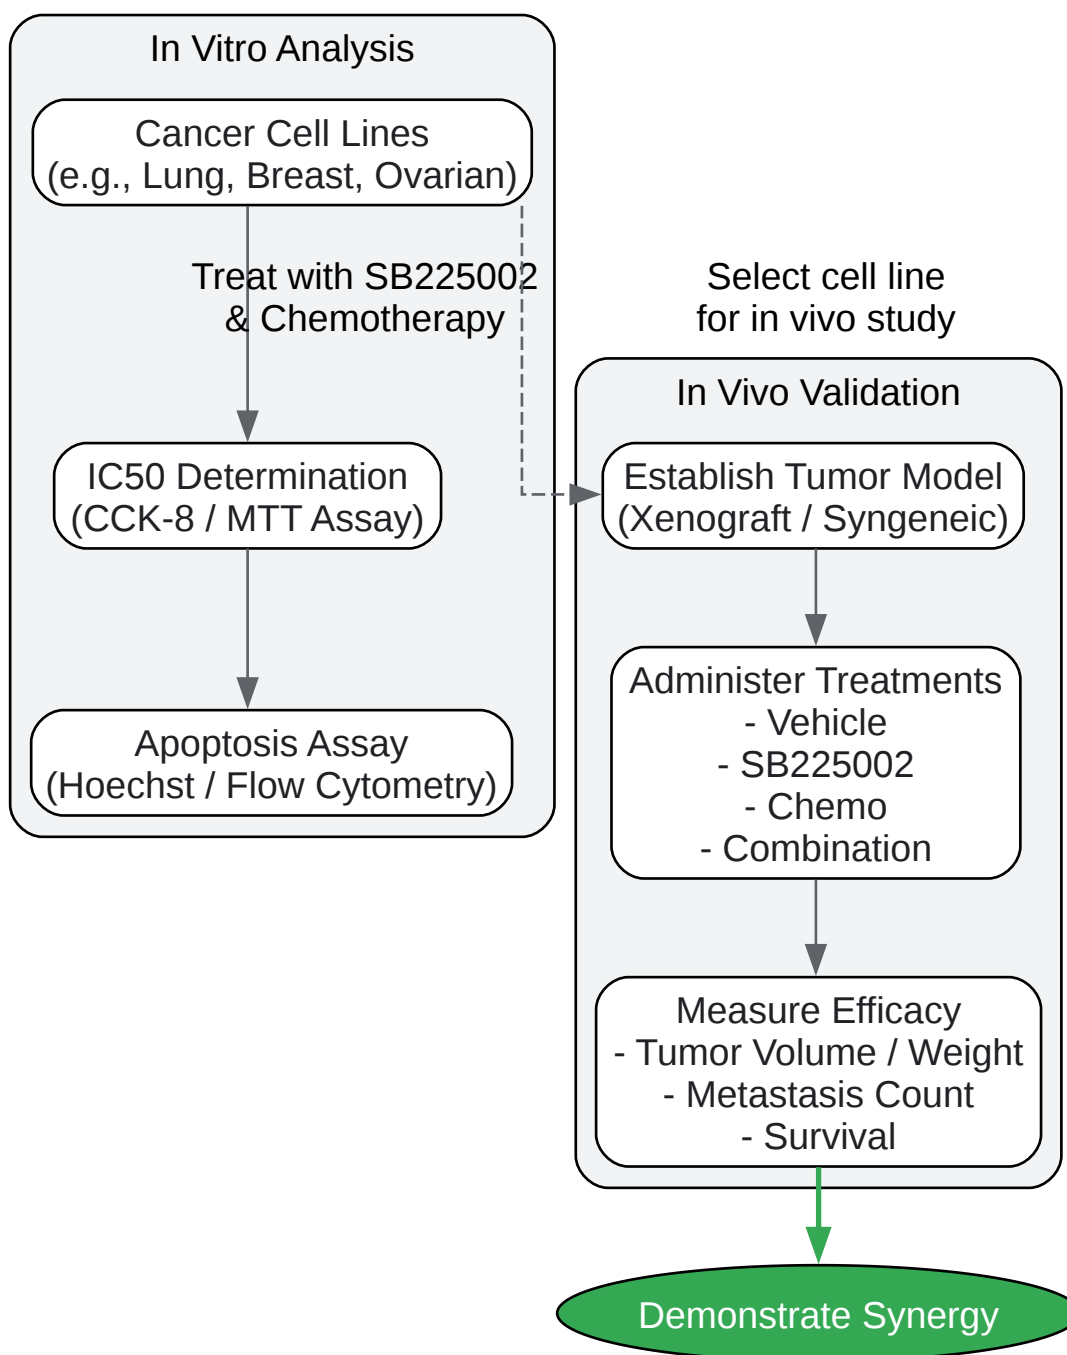 In Vitro Analysis
Cancer Cell Lines
(e.g., Lung, Breast, Ovarian)
Treat with SB225002
& Chemotherapy
IC50 Determination
(CCK-8 / MTT Assay)
Apoptosis Assay
(Hoechst / Flow Cytometry)
Select cell line
for in vivo study
In Vivo Validation
Establish Tumor Model
(Xenograft / Syngeneic)
Administer Treatments
- Vehicle
- SB225002
- Chemo
- Combination
Measure Efficacy
- Tumor Volume / Weight
- Metastasis Count
- Survival
Demonstrate Synergy